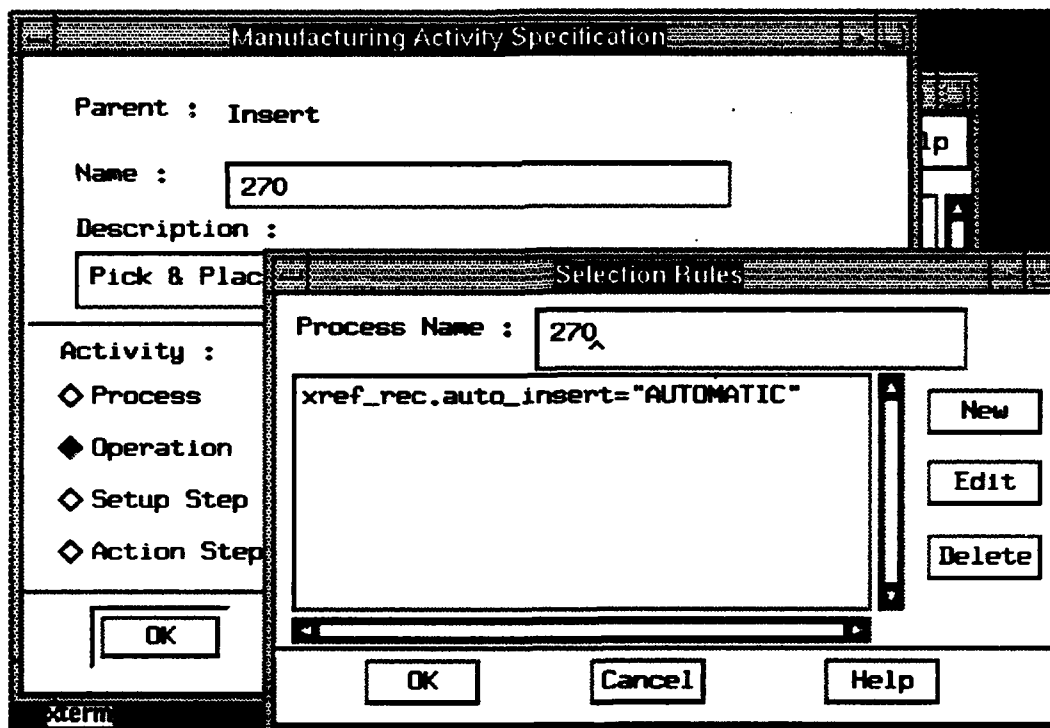 Manufacturing Activity Specification
Parent : Insert
lp
Name : 270
Description :
Pick & Plac
Selection Rules
Process Name : 270
Activity :
Process
Operation
Setup Step
Action Step
xref_rec.auto_insert="AUTOMATIC"
New
Edit
Delete
OK
OK
Cancel
Help
xterm